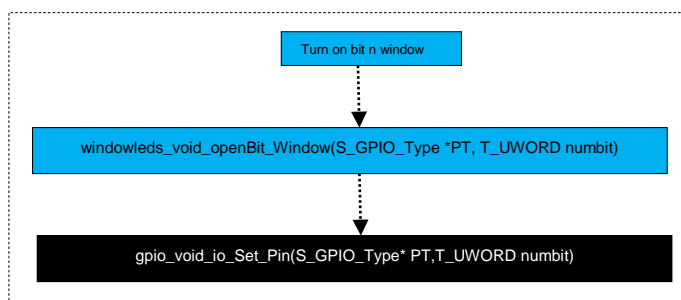 Turn on bit n window
windowleds_void_openBit_Window(S_GPIO_Type *PT, T_UWORD numbit)
gpio_void_io_Set_Pin(S_GPIO_Type* PT,T_UWORD numbit)